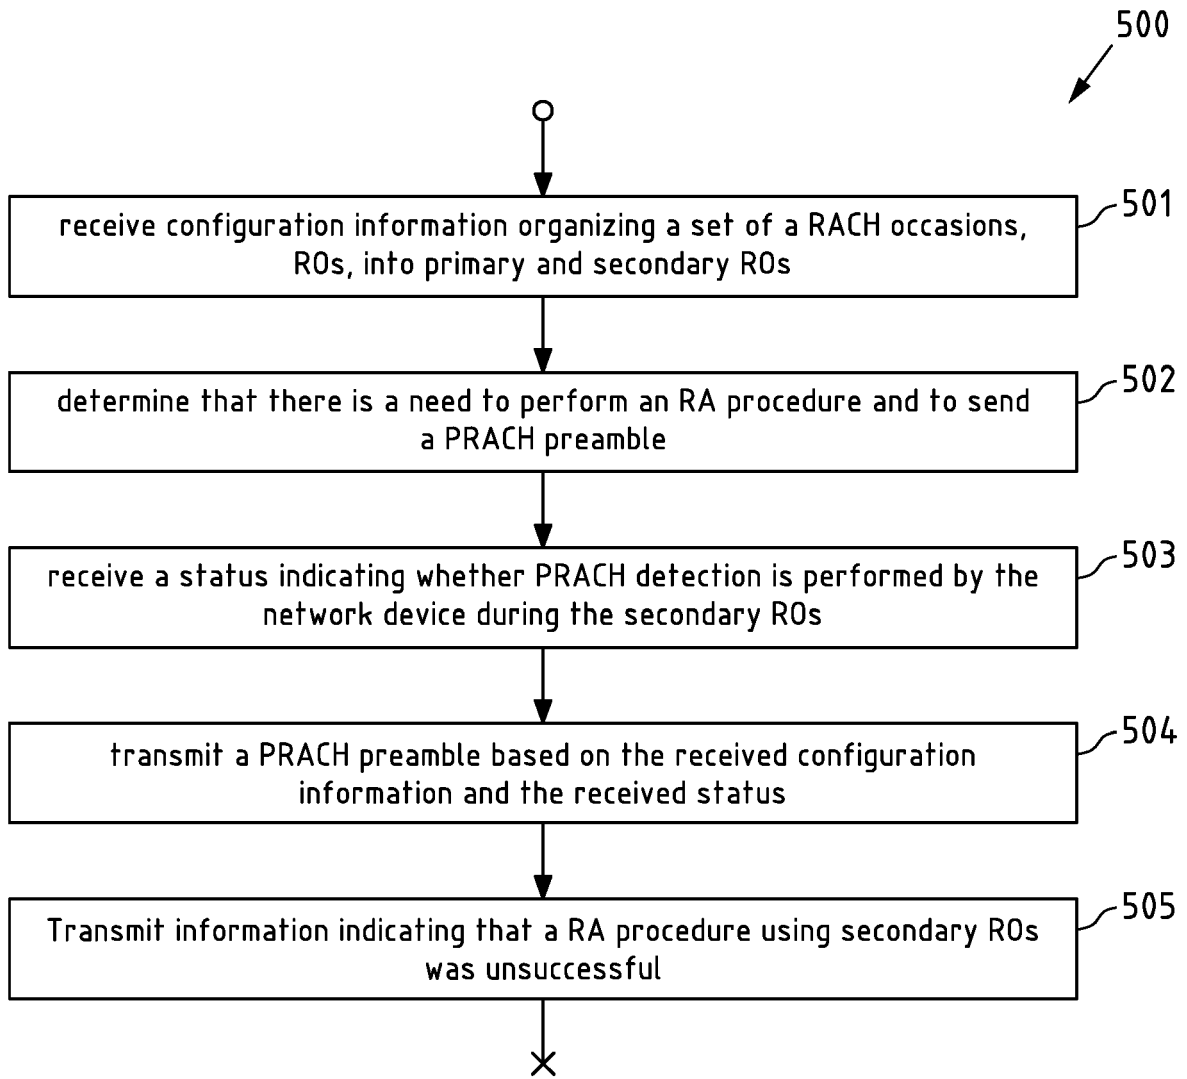 500
receive configuration information organizing a set of a RACH occasions,
ROs, into primary and secondary ROs
501
determine that there is a need to perform an RA procedure and to send
a PRACH preamble
502
receive a status indicating whether PRACH detection is performed by the
network device during the secondary ROs
503
transmit a PRACH preamble based on the received configuration
information and the received status
504
Transmit information indicating that a RA procedure using secondary ROs
was unsuccessful
505